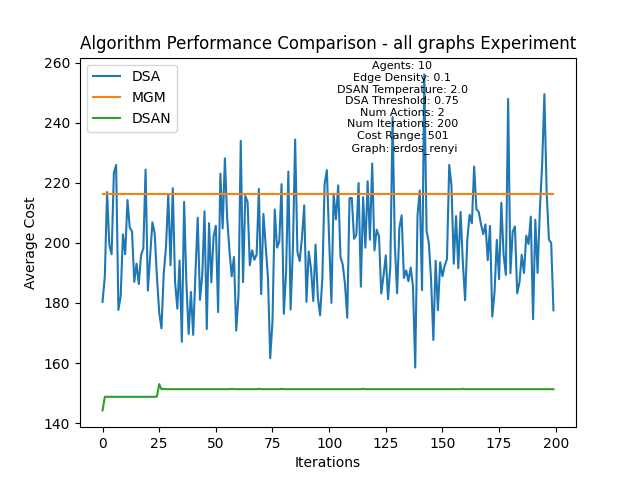 Algorithm Performance Comparison - all graphs Experiment
DSA
MGM
DSAN
Agents: 10
Edge Density: 0.1
DSAN Temperature: 2.0
DSA Threshold: 0.75
Num Actions: 2
Num Iterations: 200
Cost Range: 501
Graph: erdos_renyi
Average Cost
260
240
220
200
180
160
140
0
25
50
75
100
125
150
175
200
Iterations